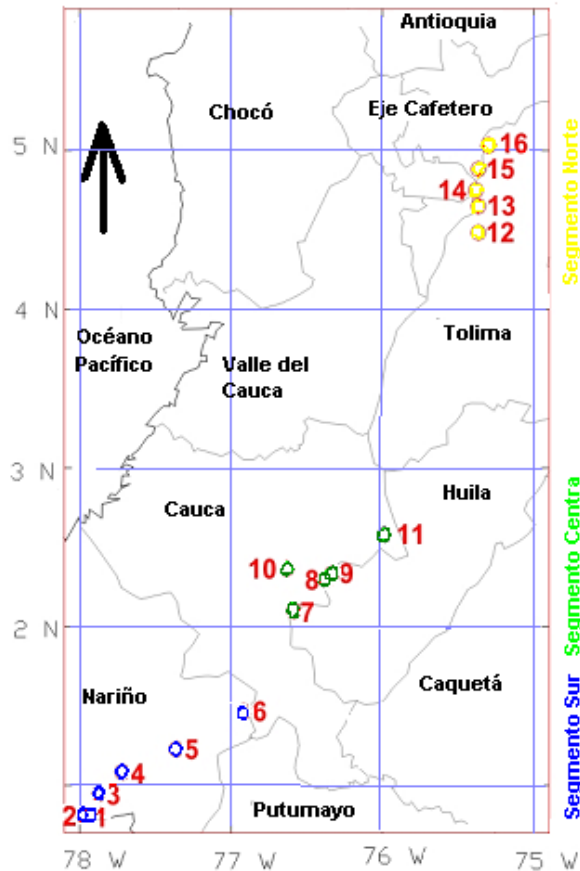 Antioquia
Chocó
Eje Cafetero
5 N
16
15
14
13
12
Segmento Norte
4 N
Océano
Pacífico
Valle del
Cauca
Tolima
3 N
Cauca
Huila
11
10
8
9
7
Segmento Centra
2 N
Nariño
Caquetá
6
5
4
3
2
1
Putumayo
Segmento Sur
78 W
77 W
76 W
75 W